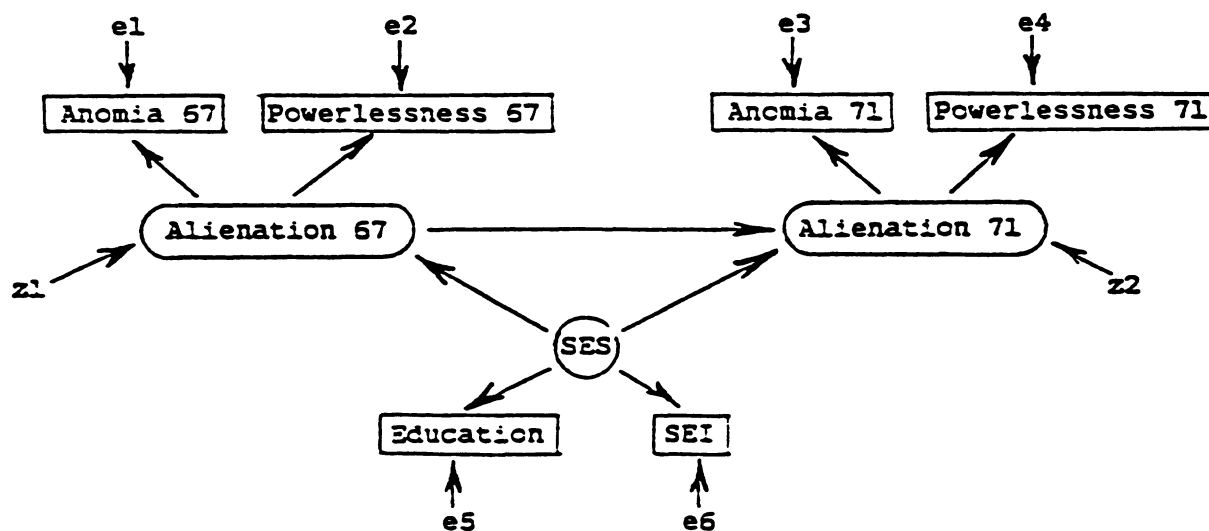 e1 e2 e3 e4
Anomia 67 Powerlessness 67 Anomia 71 Powerlessness 71
Alienation 67 Alienation 71
z1 z2
SES
Education SEI
e5 e6